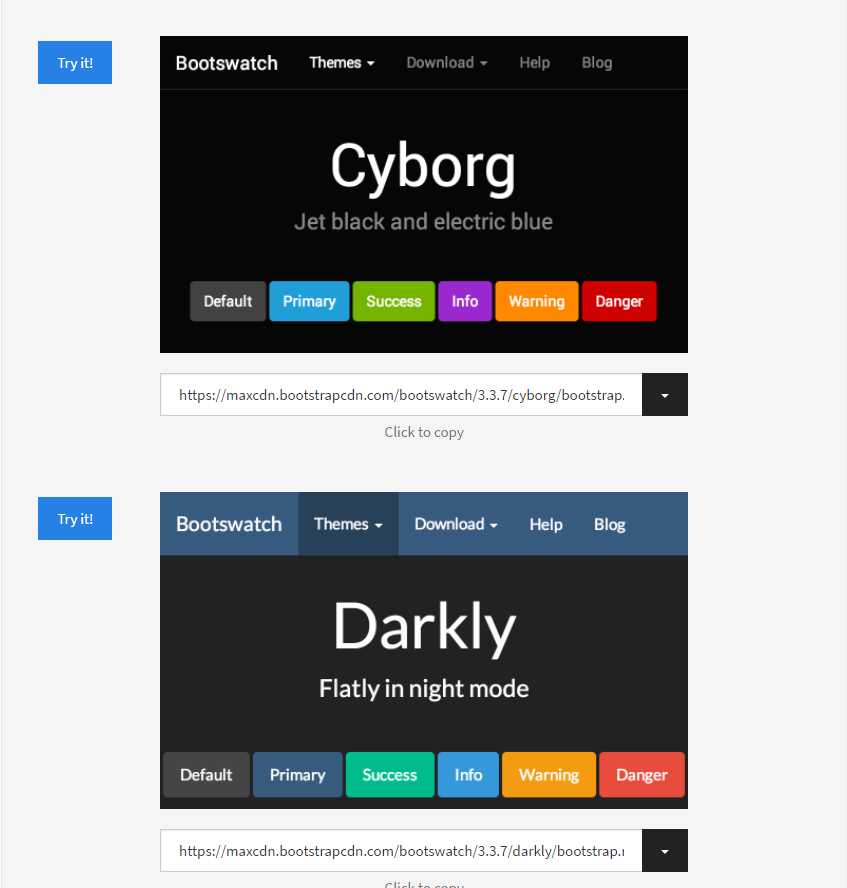 Try it!
Bootswatch Themes Download Help Blog
Cyborg
Jet black and electric blue
Default Primary Success Info Warning Danger
https://maxcdn.bootstrapcdn.com/bootswatch/3.3.7/cyborg/bootstrap.
Click to copy
Try it!
Bootswatch Themes Download Help Blog
Darkly
Flatly in night mode
Default Primary Success Info Warning Danger
https://maxcdn.bootstrapcdn.com/bootswatch/3.3.7/darkly/bootstrap.
Click to copy